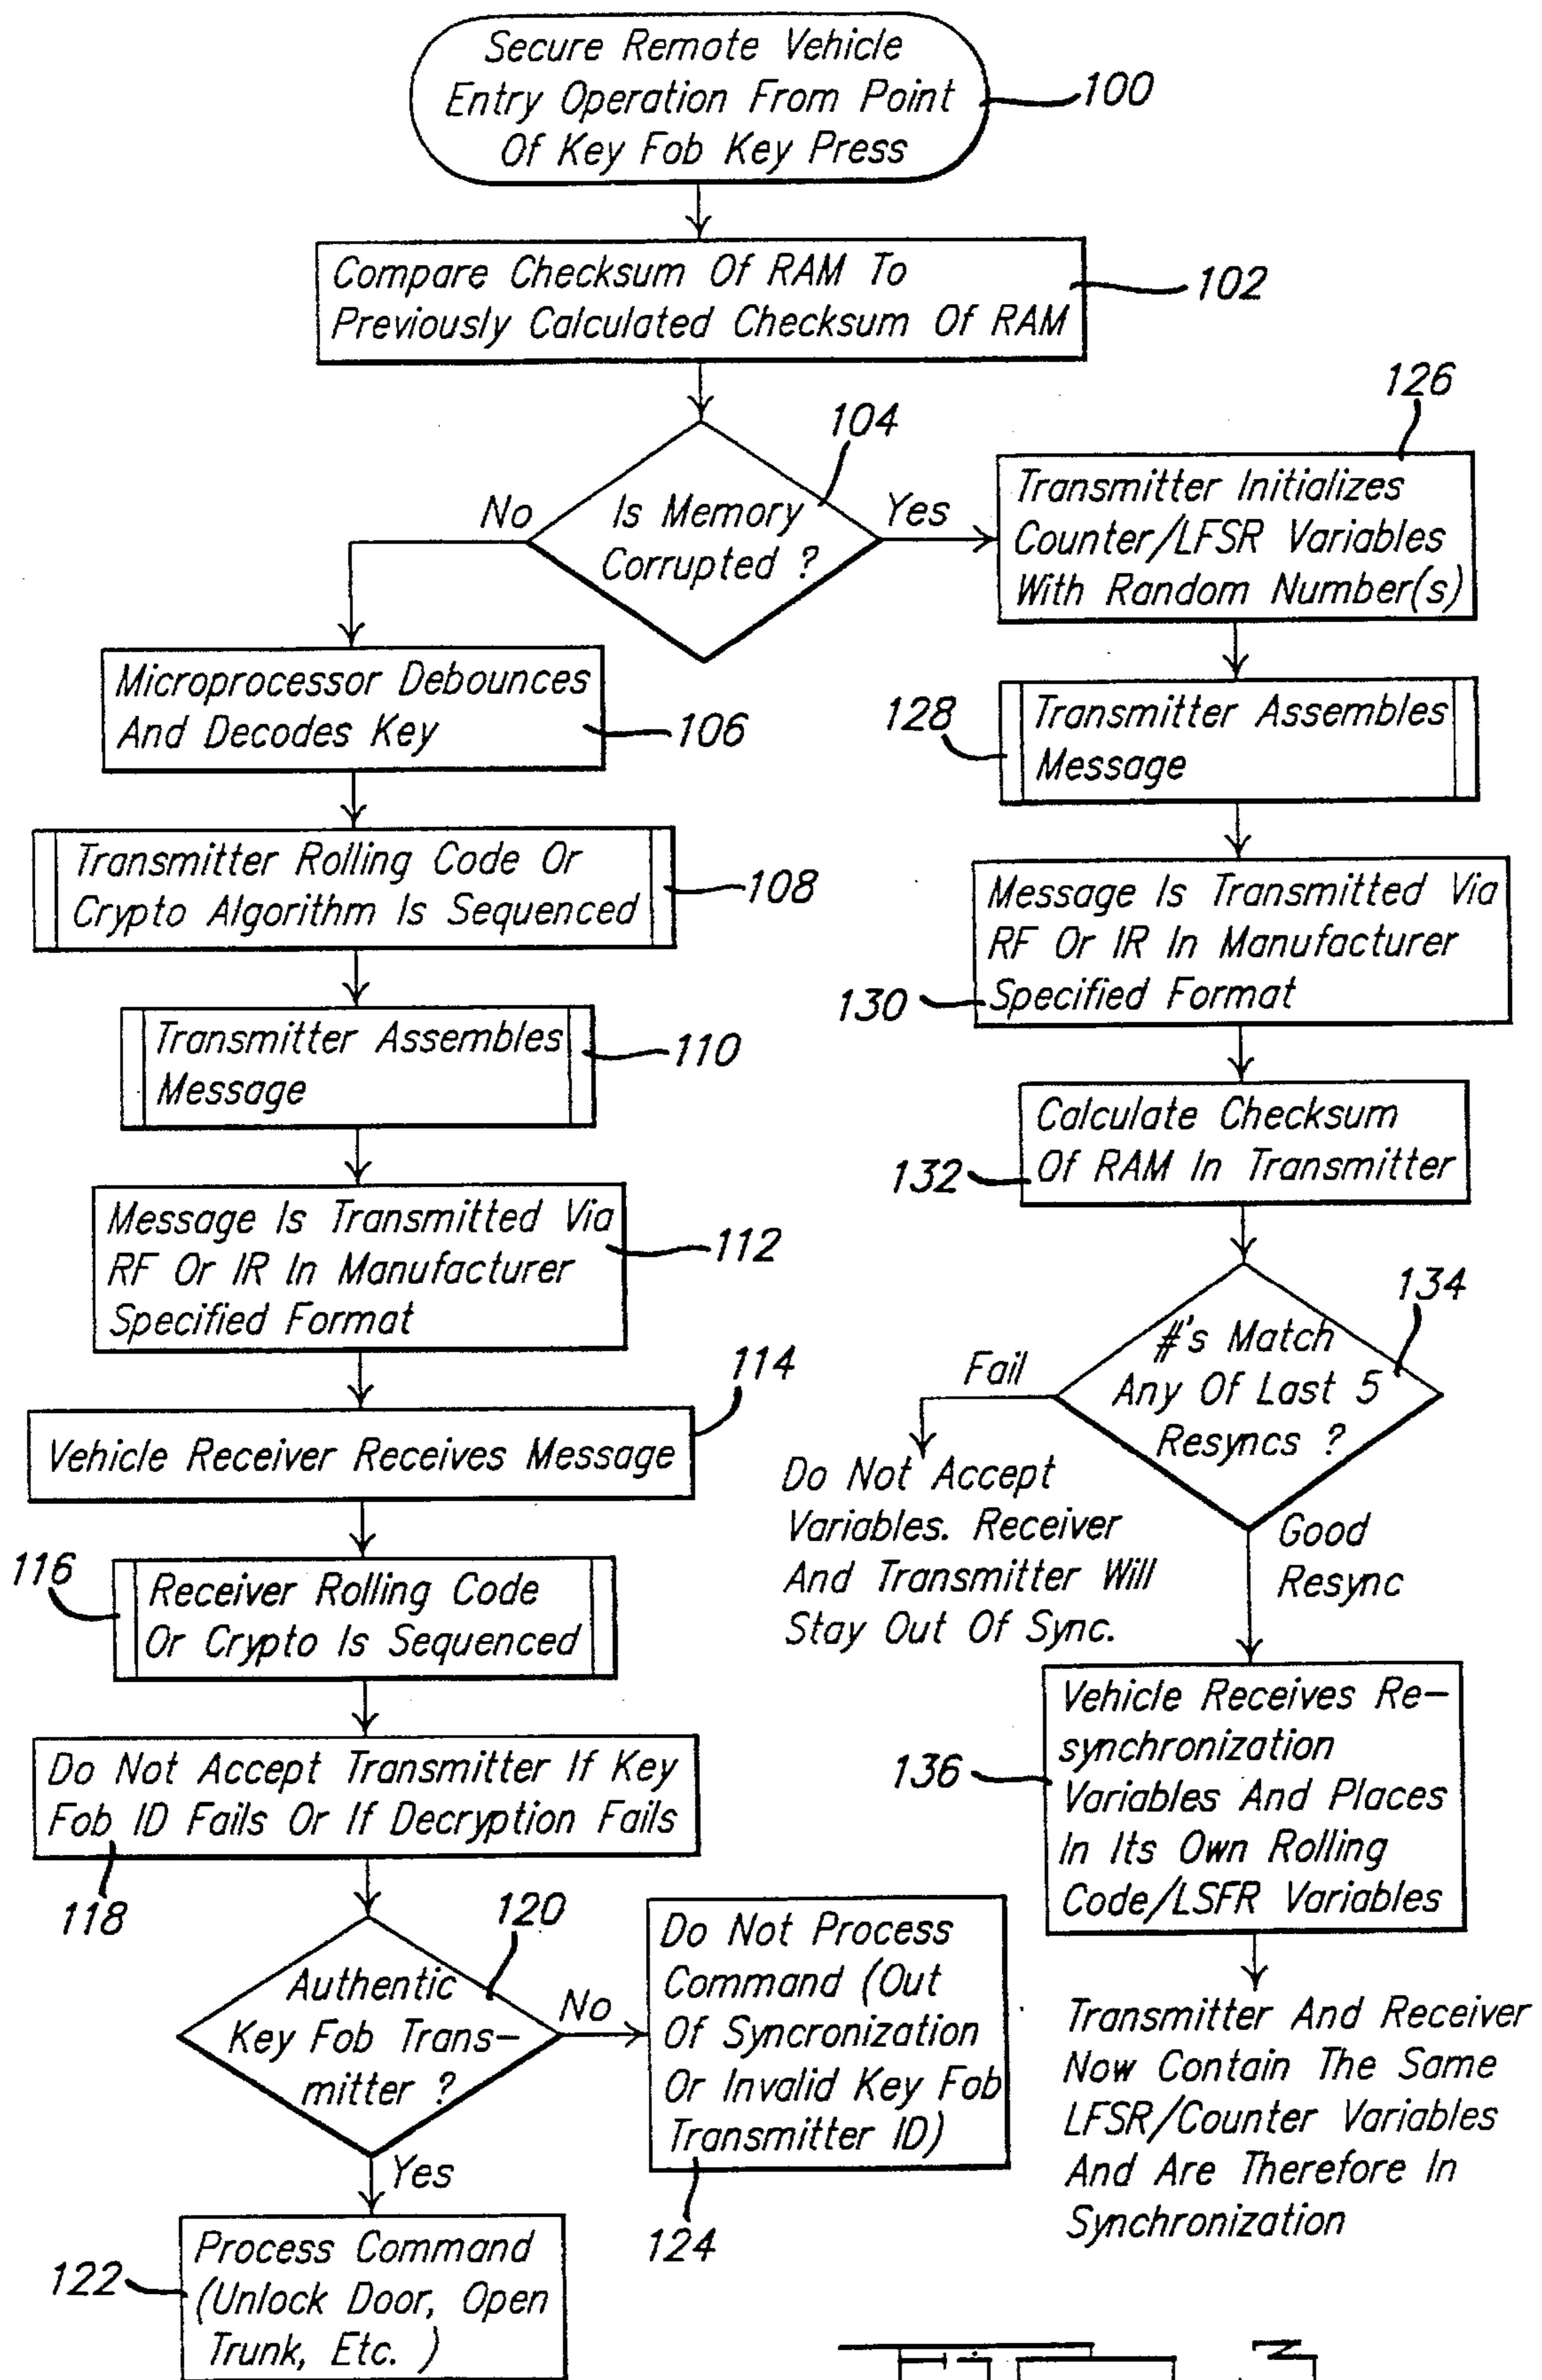 Secure Remote Vehicle
Entry Operation From Point
Of Key Fob Key Press
100
Compare Checksum Of RAM To
Previously Calculated Checksum Of RAM
102
104
Is Memory
Corrupted ?
No
Yes
126
Transmitter Initializes
Counter/LFSR Variables
With Random Number(s)
Microprocessor Debounces
And Decodes Key
106
128
Transmitter Assembles
Message
Transmitter Rolling Code Or
Crypto Algorithm Is Sequenced
108
Message Is Transmitted Via
RF Or IR In Manufacturer
Specified Format
130
Transmitter Assembles
Message
110
Calculate Checksum
Of RAM In Transmitter
132
Message Is Transmitted Via
RF Or IR In Manufacturer
Specified Format
112
134
#'s Match
Any Of Last 5
Resyncs ?
Fail
Do Not Accept
Variables. Receiver
And Transmitter Will
Stay Out Of Sync.
Good
Resync
114
Vehicle Receiver Receives Message
116
Receiver Rolling Code
Or Crypto Is Sequenced
136
Vehicle Receives Re-
synchronization
Variables And Places
In Its Own Rolling
Code/LSFR Variables
Do Not Accept Transmitter If Key
Fob ID Fails Or If Decryption Fails
118
120
Authentic
Key Fob Trans-
mitter ?
No
Do Not Process
Command (Out
Of Syncronization
Or Invalid Key Fob
Transmitter ID)
124
Transmitter And Receiver
Now Contain The Same
LFSR/Counter Variables
And Are Therefore In
Synchronization
Yes
122
Process Command
(Unlock Door, Open
Trunk, Etc. )